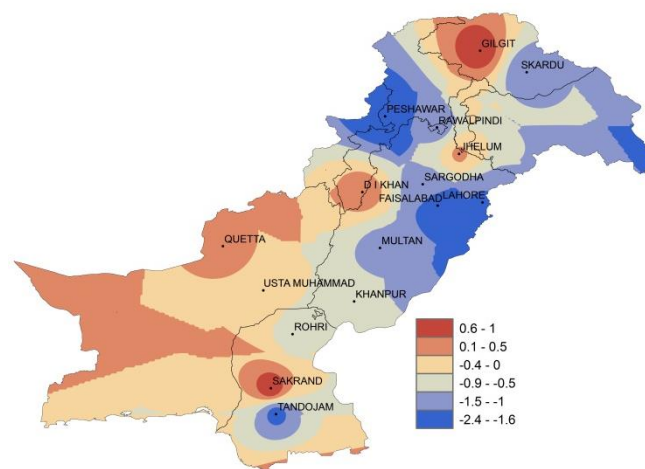 GILGIT
SKARDU
PESHAWAR
RAWALPINDI
JHELUM
SARGODHA
D I KHAN
FAISALABAD
LAHORE
QUETTA
MULTAN
USTA MUHAMMAD
KHANPUR
ROHRI
SAKRAND
TANDOJAM
0.6 - 1
0.1 - 0.5
-0.4 - 0
-0.9 - -0.5
-1.5 - -1
-2.4 - -1.6